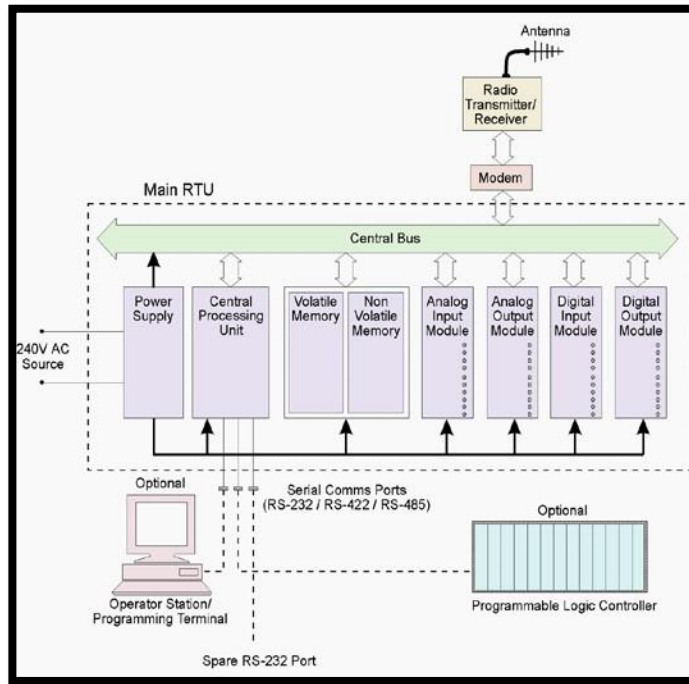 Antenna
Radio
Transmitter/
Receiver
Modem
Main RTU
Central Bus
Power
Supply
Central
Processing
Unit
Volatile
Memory
Non
Volatile
Memory
Analog
Input
Module
Analog
Output
Module
Digital
Input
Module
Digital
Output
Module
240V AC
Source
Serial Comms Ports
(RS-232 / RS-422 / RS-485)
Optional
Operator Station/
Programming Terminal
Optional
Programmable Logic Controller
Spare RS-232 Port